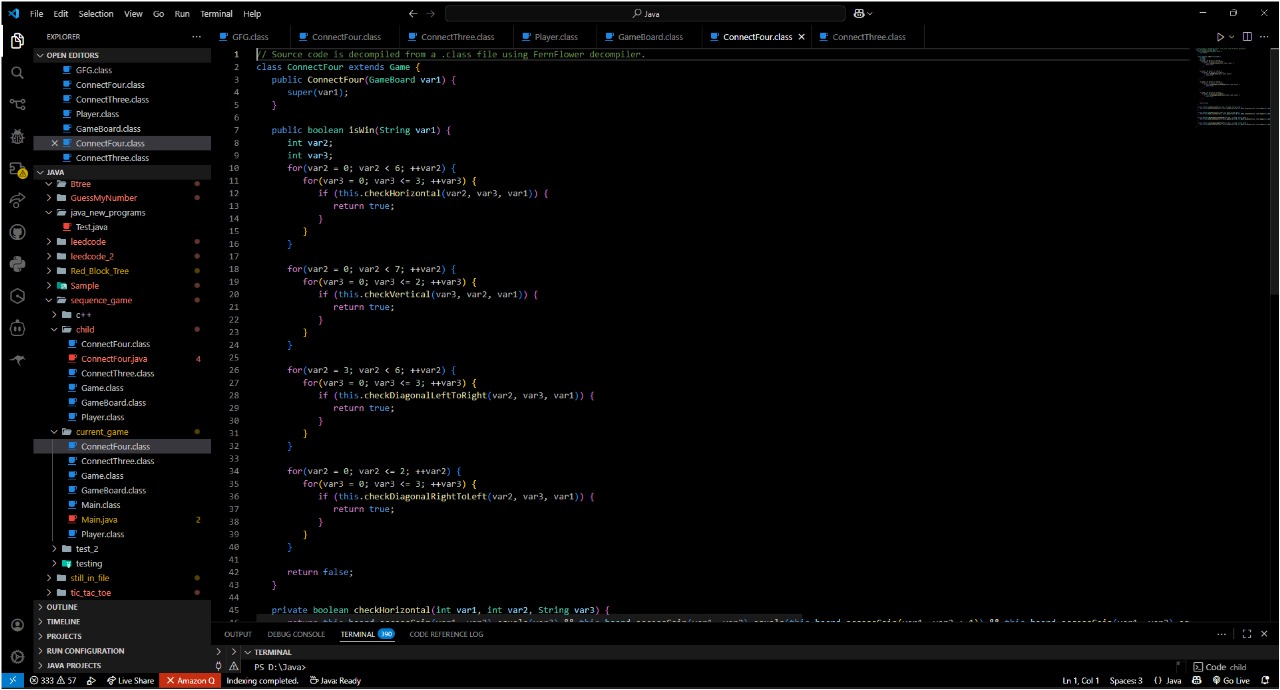 File Edit Selection View Go Run Terminal Help
Java
EXPLORER
OPEN EDITORS
GFG.class
ConnectFour.class
ConnectThree.class
Player.class
GameBoard.class
ConnectFour.class
ConnectThree.class
JAVA
Btree
GuessMyNumber
java_new_programs
Test.java
leedcode
leedcode_2
Red_Block_Tree
Sample
sequence_game
c++
child
ConnectFour.class
ConnectFour.java 4
ConnectThree.class
Game.class
GameBoard.class
Player.class
current_game
ConnectFour.class
ConnectThree.class
Game.class
GameBoard.class
Main.class
Main.java 2
Player.class
test_2
testing
still_in_file
tic_tac_toe
OUTLINE
TIMELINE
PROJECTS
RUN CONFIGURATION
JAVA PROJECTS
GFG.class ConnectFour.class ConnectThree.class Player.class GameBoard.class ConnectFour.class ConnectThree.class
1 // Source code is decompiled from a .class file using FernFlower decompiler.
2 class ConnectFour extends Game {
3 public ConnectFour(GameBoard var1) {
4 super(var1);
5 }
6
7 public boolean isWin(String var1) {
8 int var2;
9 int var3;
10 for(var2 = 0; var2 < 6; ++var2) {
11 for(var3 = 0; var3 <= 3; ++var3) {
12 if (this.checkHorizontal(var2, var3, var1)) {
13 return true;
14 }
15 }
16 }
17
18 for(var2 = 0; var2 < 7; ++var2) {
19 for(var3 = 0; var3 <= 2; ++var3) {
20 if (this.checkVertical(var3, var2, var1)) {
21 return true;
22 }
23 }
24 }
25
26 for(var2 = 3; var2 < 6; ++var2) {
27 for(var3 = 0; var3 <= 3; ++var3) {
28 if (this.checkDiagonalLeftToRight(var2, var3, var1)) {
29 return true;
30 }
31 }
32 }
33
34 for(var2 = 0; var2 <= 2; ++var2) {
35 for(var3 = 0; var3 <= 3; ++var3) {
36 if (this.checkDiagonalRightToLeft(var2, var3, var1)) {
37 return true;
38 }
39 }
40 }
41
42 return false;
43 }
44
45 private boolean checkHorizontal(int var1, int var2, String var3) {
OUTPUT DEBUG CONSOLE TERMINAL 390 CODE REFERENCE LOG
TERMINAL
PS D:\Java>
Code child
333 57 Live Share Amazon Q Indexing completed. Java: Ready Ln 1, Col 1 Spaces: 3 {} Java Go Live